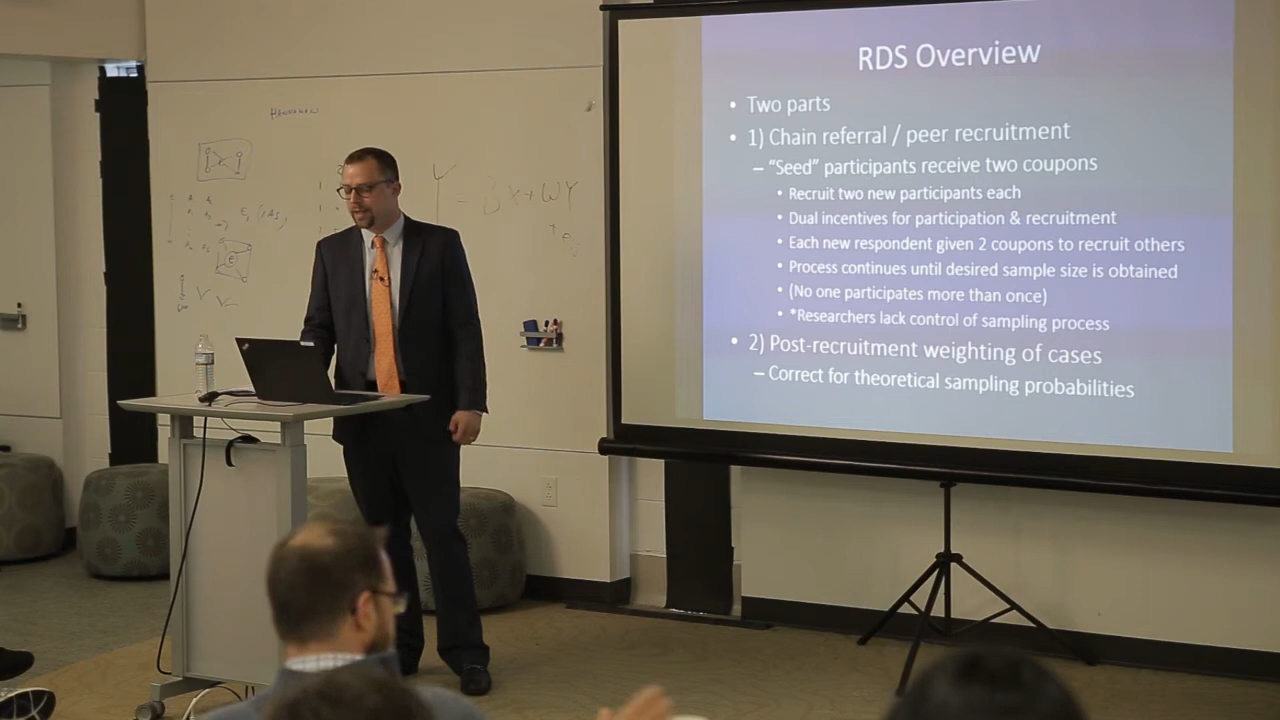 RDS Overview
• Two parts
• 1) Chain referral / peer recruitment
– “Seed” participants receive two coupons
• Recruit two new participants each
• Dual incentives for participation & recruitment
• Each new respondent given 2 coupons to recruit others
• Process continues until desired sample size is obtained
• (No one participates more than once)
• *Researchers lack control of sampling process
• 2) Post-recruitment weighting of cases
– Correct for theoretical sampling probabilities